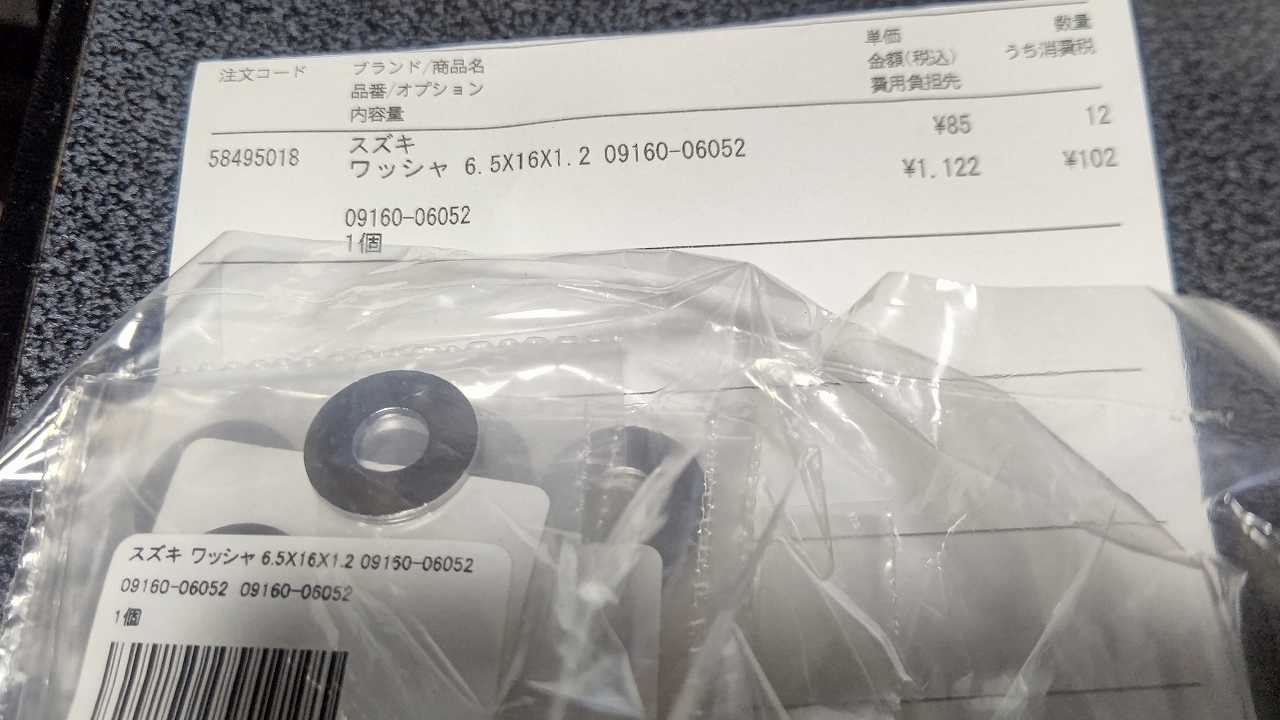 注文コード
ブランド/商品名
品番/オプション
内容量
単価
金額(税込)
費用負担先
数量
うち消費税
58495018
スズキ
ワッシャ 6.5X16X1.2 09160-06052
09160-06052
1個
¥85
¥1.122
12
¥102
スズキ ワッシャ 6.5X16X1.2 09160-06052
09160-06052 09160-06052
1個